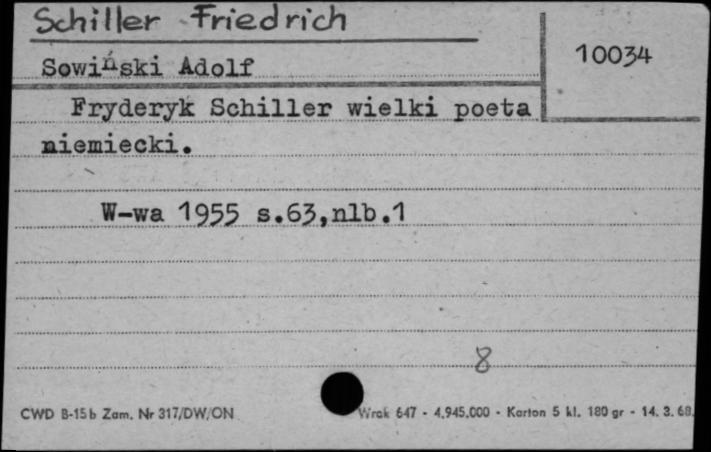 Schiller Friedrich
10034
Sowiński Adolf
Fryderyk Schiller wielki poeta
niemiecki.
W-wa 1955 s.63,nlb.1
8
CWD B-15b Zam. Nr 317/DW/ON Wrak 647 - 4.945.000 - Karton 5 kl. 180 gr - 14. 3. 68.